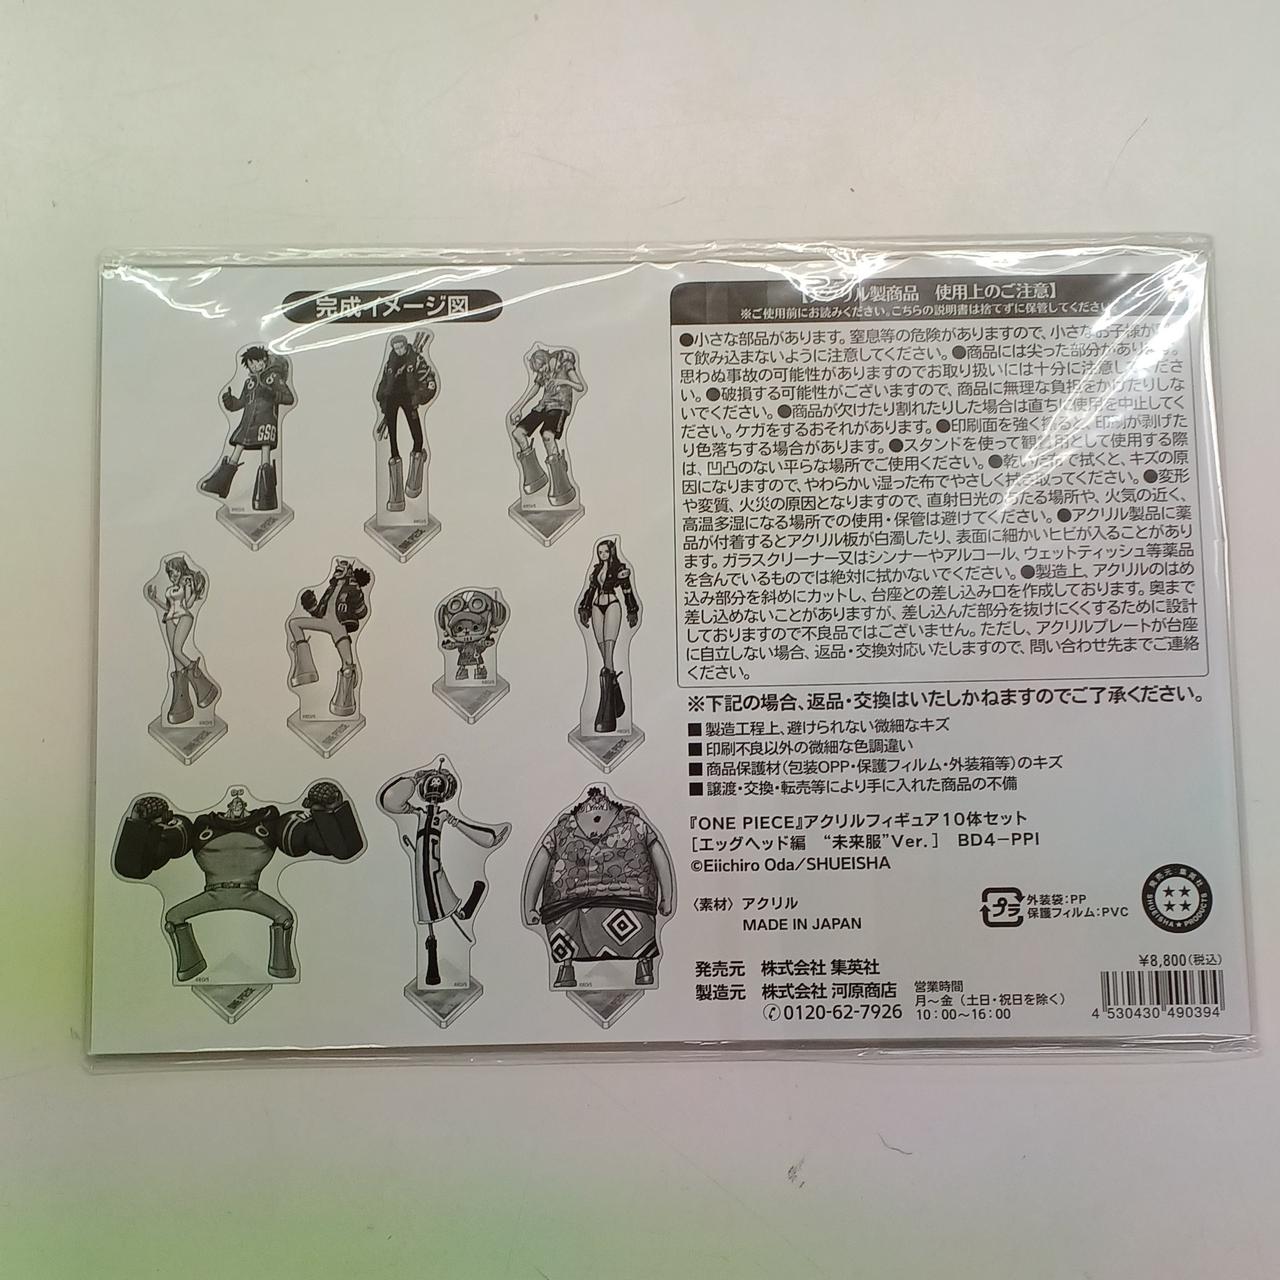 完成イメージ図
SSG
【アクリル製商品 使用上のご注意】
※ご使用前にお読みください。こちらの説明書は捨てずに保管してください。
●小さな部品があります。窒息等の危険がありますので、小さなお子様が
て飲み込まないように注意してください。●商品には尖った部分があります。
思わぬ事故の可能性がありますのでお取り扱いには十分に注意してくださ
い。●破損する可能性がございますので、商品に無理な負担をかけたりしな
いでください。●商品が欠けたり割れたりした場合は直ちに使用を中止してく
ださい。ケガをするおそれがあります。●印刷面を強く擦ると、印刷が剥げた
り色落ちする場合があります。●スタンドを使って観賞用として使用する際
は、凹凸のない平らな場所でご使用ください。●乾いた布で拭くと、キズの原
因になりますので、やわらかい湿った布でやさしく拭き取ってください。●変形
や変質、火災の原因となりますので、直射日光のあたる場所や、火気の近く、
高温多湿になる場所での使用・保管は避けてください。●アクリル製品に薬
品が付着するとアクリル板が白濁したり、表面に細かいヒビが入ることがあり
ます。ガラスクリーナー又はシンナーやアルコール、ウェットティッシュ等薬品
を含んでいるものでは絶対に拭かないでください。●製造上、アクリルのはめ
込み部分を斜めにカットし、台座との差し込み口を作成しております。奥まで
差し込めないことがありますが、差し込んだ部分を抜けにくくするために設計
しておりますので不良品ではございません。ただし、アクリルプレートが台座
に自立しない場合、返品・交換対応いたしますので、問い合わせ先までご連絡
ください。
※下記の場合、返品・交換はいたしかねますのでご了承ください。
■製造工程上、避けられない微細なキズ
■印刷不良以外の微細な色調違い
■商品保護材(包装OPP・保護フィルム・外装箱等)のキズ
■譲渡・交換・転売等により手に入れた商品の不備
『ONE PIECE』アクリルフィギュア10体セット
[エッグヘッド編 “未来服”Ver.] BD4-PPI
©Eiichiro Oda/SHUEISHA
〈素材〉アクリル
MADE IN JAPAN
プラ
外装袋:PP
保護フィルム:PVC
発売元:集英社
SHUEISHA★PRODUCTS
発売元 株式会社 集英社
製造元 株式会社 河原商店
0120-62-7926
営業時間
月～金(土日・祝日を除く)
10:00～16:00
¥8,800(税込)
4 530430 490394